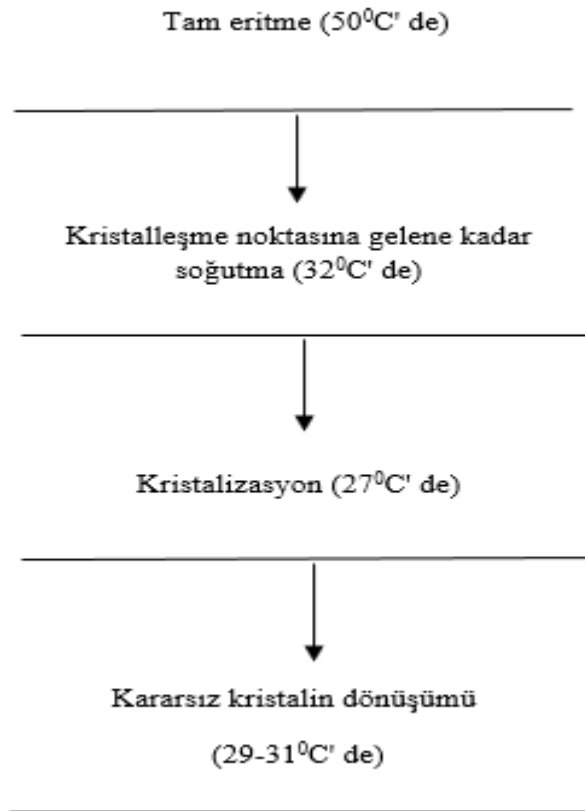 Tam eritme (50⁰C' de)
Kristalleşme noktasına gelene kadar
soğutma (32⁰C' de)
Kristalizasyon (27⁰C' de)
Kararsız kristalin dönüşümü
(29-31⁰C' de)